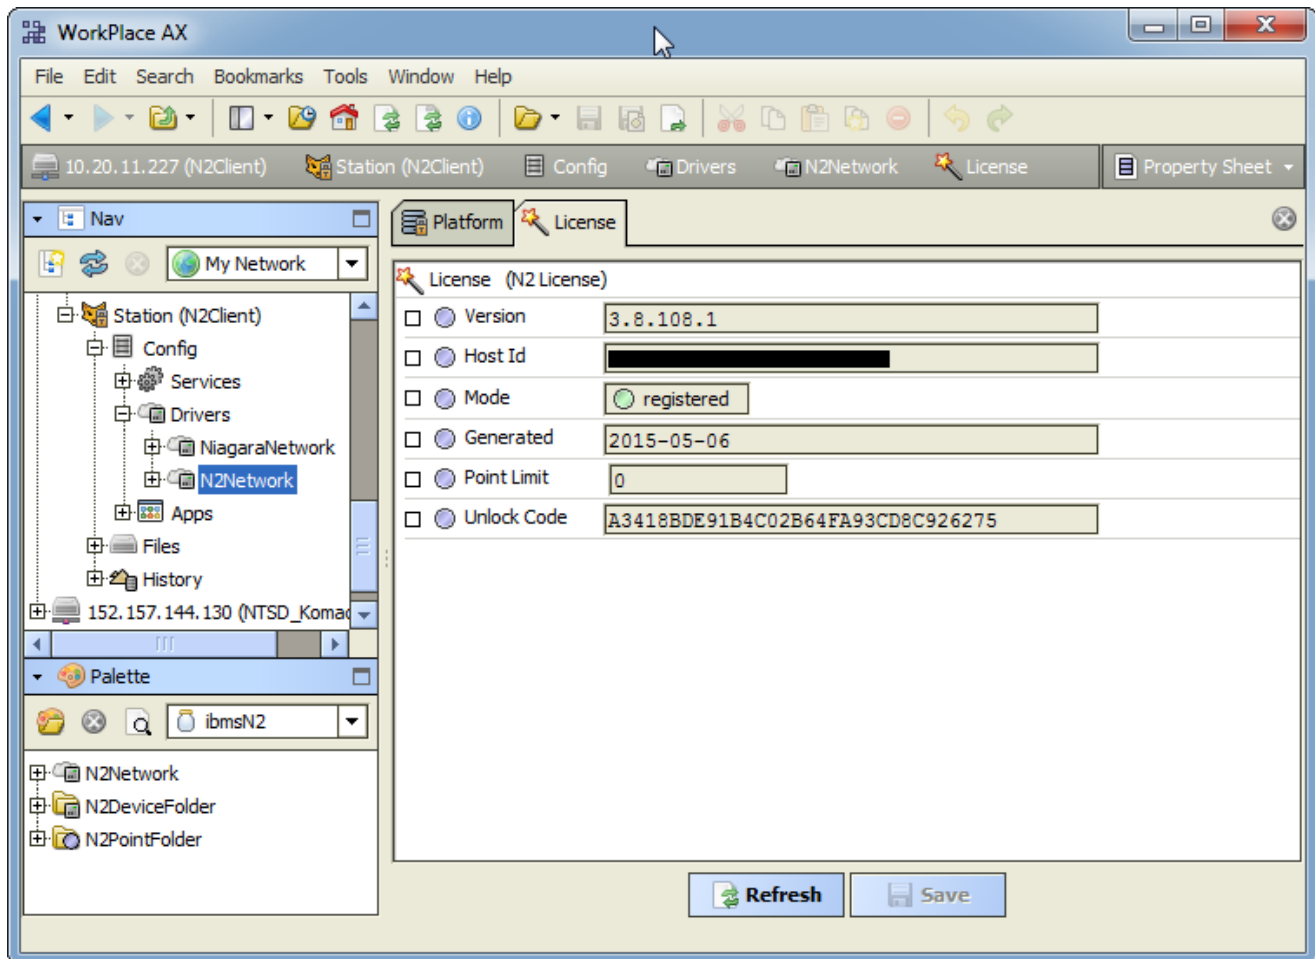 WorkPlace AX
File Edit Search Bookmarks Tools Window Help
10.20.11.227 (N2Client) Station (N2Client) Config Drivers N2Network License Property Sheet
Nav
My Network
Station (N2Client)
Config
Services
Drivers
NiagaraNetwork
N2Network
Apps
Files
History
152.157.144.130 (NTSD_Komac
Palette
ibmsN2
N2Network
N2DeviceFolder
N2PointFolder
Platform License
License (N2 License)
Version 3.8.108.1
Host Id
Mode registered
Generated 2015-05-06
Point Limit 0
Unlock Code A3418BDE91B4C02B64FA93CD8C926275
Refresh Save